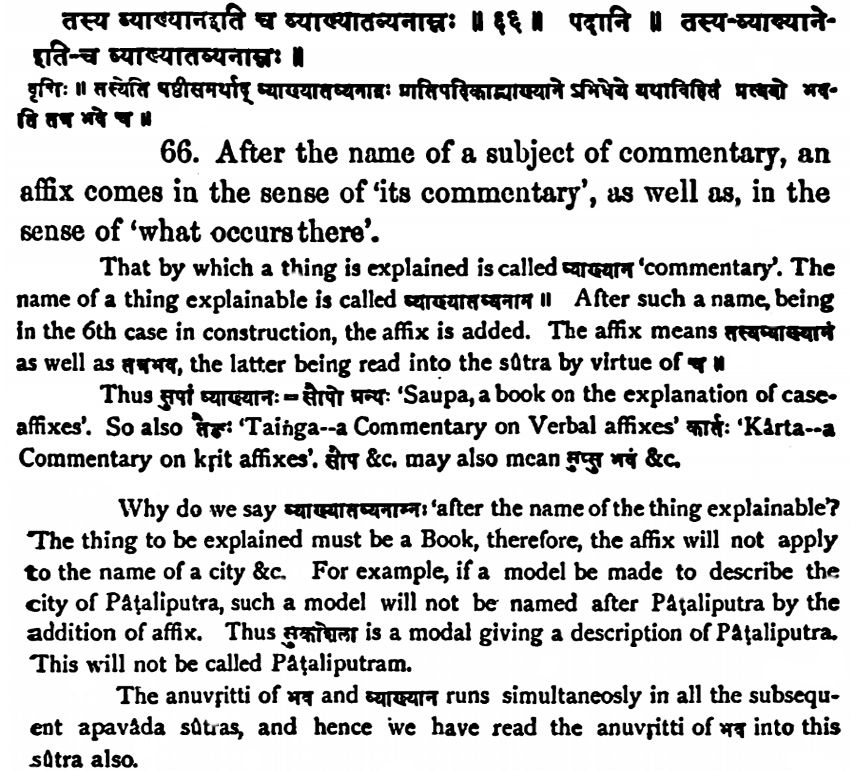 तस्य व्याख्यानइति च व्याख्यातव्यनाम्नः ॥ ६६ ॥ पदानि ॥ तस्य-व्याख्याने-
इति-च व्याख्यातव्यनाम्नः ॥
वृत्तिः ॥ तस्येति षष्ठीसमर्थाद् व्याख्यातव्यनाम्नः प्रातिपदिकाद्व्याख्याने ऽभिधेये यथाविहितं प्रत्ययो भव-
ति तत्र भवे च ॥
66. After the name of a subject of commentary, an
affix comes in the sense of ‘its commentary’, as well as, in the
sense of ‘what occurs there’.
That by which a thing is explained is called व्याख्यान ‘commentary’. The
name of a thing explainable is called व्याख्यातव्यनाम ॥ After such a name, being
in the 6th case in construction, the affix is added. The affix means तस्यव्याख्यानं
as well as तत्रभव, the latter being read into the sûtra by virtue of च ॥
Thus सुपां व्याख्यानः = सौपो ग्रन्थः ‘Saupa, a book on the explanation of case-
affixes’. So also तैङः ‘Taiṅga--a Commentary on Verbal affixes’ कार्तः ‘Kârta--a
Commentary on kṛit affixes’. सौप &c. may also mean सुप्सु भवं &c.
Why do we say व्याख्यातव्यनाम्नः ‘after the name of the thing explainable’?
The thing to be explained must be a Book, therefore, the affix will not apply
to the name of a city &c. For example, if a model be made to describe the
city of Pâṭaliputra, such a model will not be named after Pâṭaliputra by the
addition of affix. Thus सुकोशला is a modal giving a description of Pâṭaliputra.
This will not be called Pâṭaliputram.
The anuvṛitti of भव and व्याख्यान runs simultaneosly in all the subsequ-
ent apavâda sûtras, and hence we have read the anuvṛitti of भव into this
sûtra also.